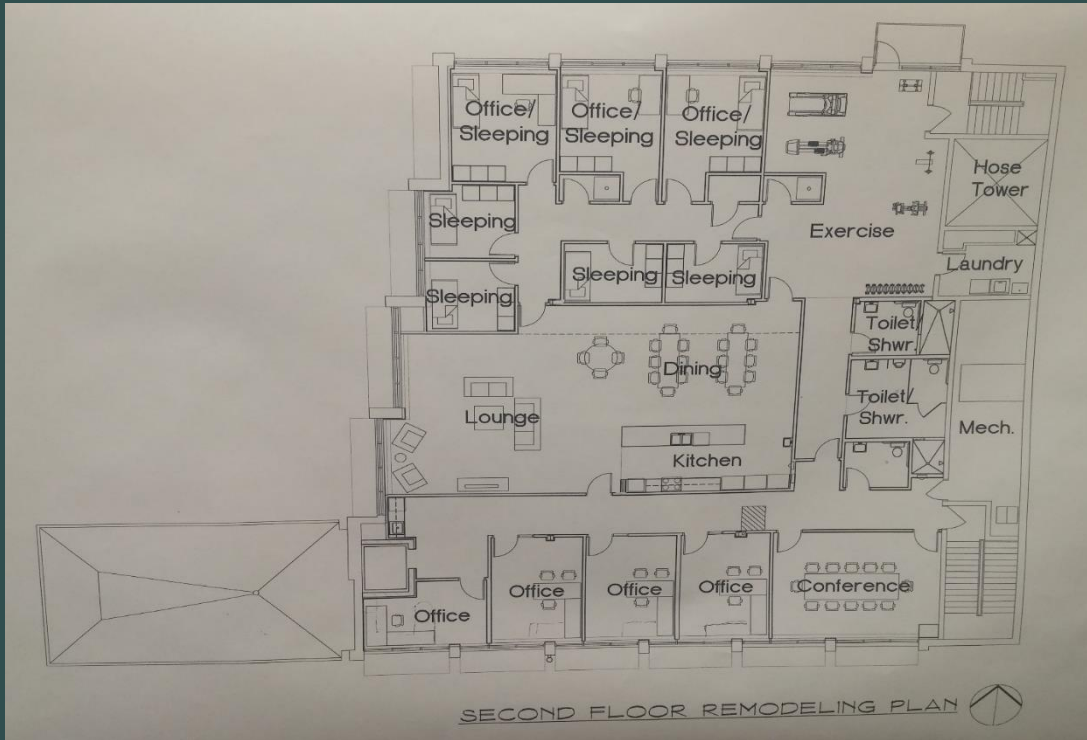 Office/
Sleeping
Office/
Sleeping
Office/
Sleeping
Hose
Tower
Sleeping
Exercise
Laundry
Sleeping
Sleeping
Sleeping
Toilet/
Shwr.
Dining
Lounge
Toilet/
Shwr.
Mech.
Kitchen
Office
Office
Office
Office
Conference
SECOND FLOOR REMODELING PLAN